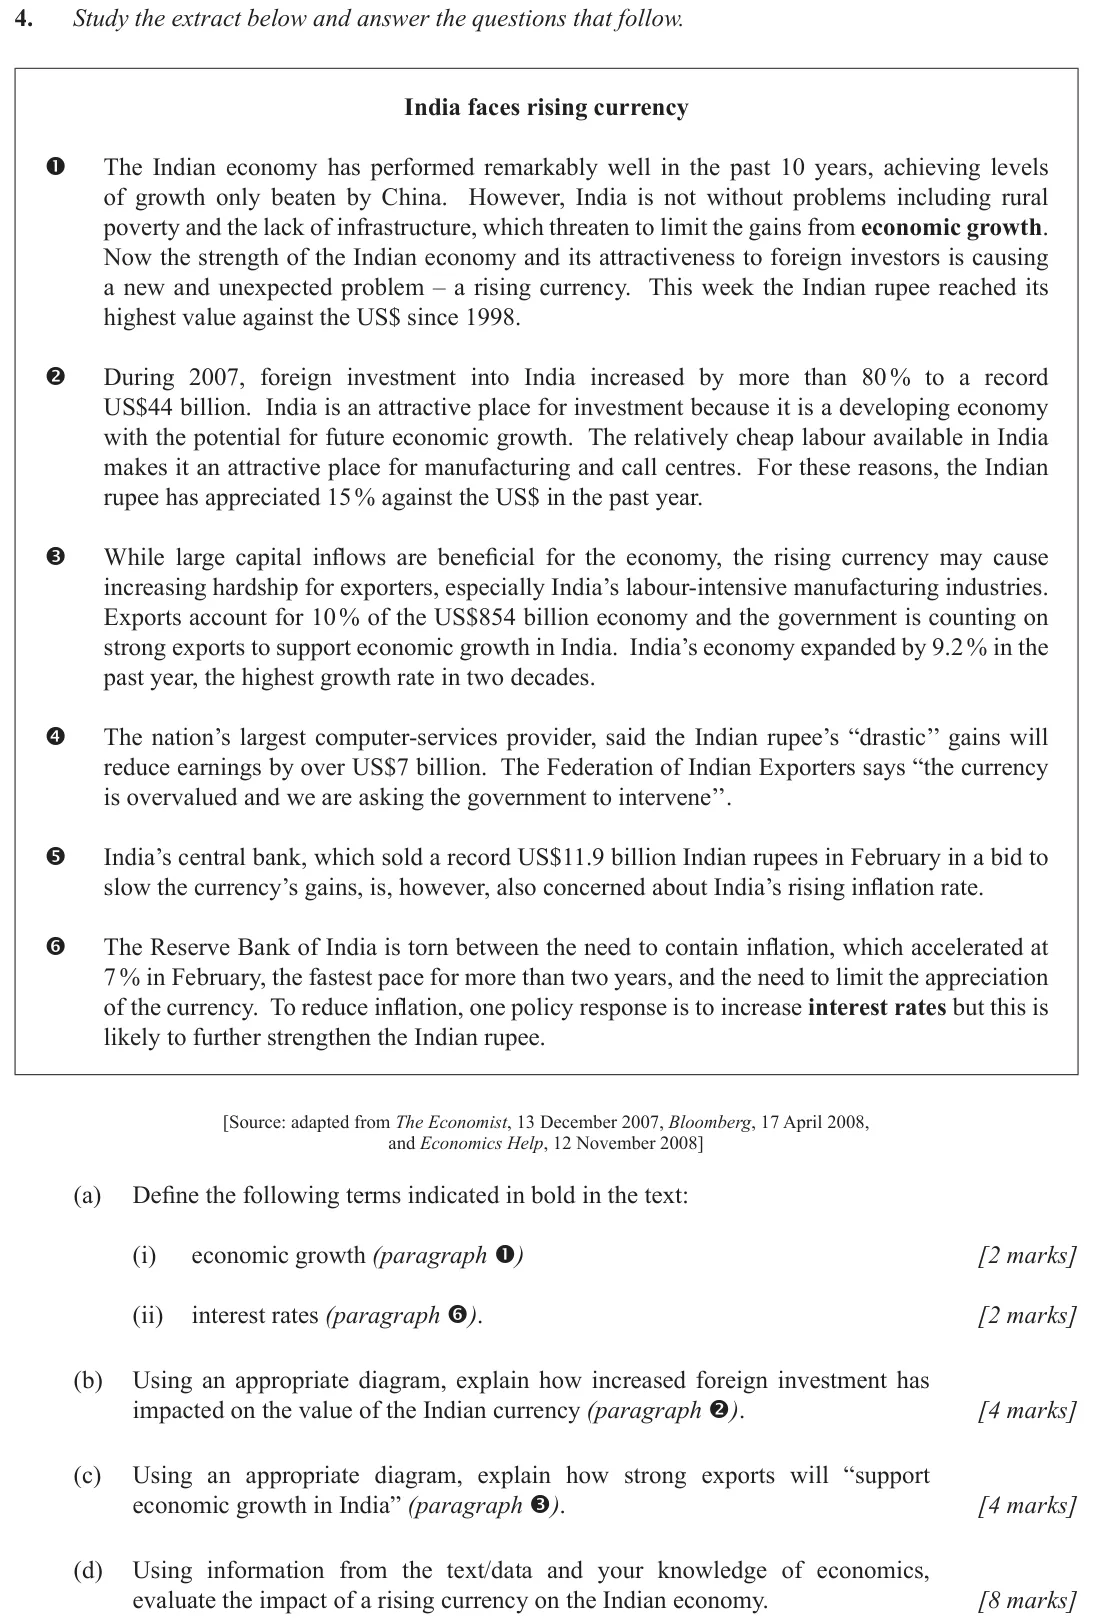 4. Study the extract below and answer the questions that follow.
India faces rising currency
❶ The Indian economy has performed remarkably well in the past 10 years, achieving levels
of growth only beaten by China. However, India is not without problems including rural
poverty and the lack of infrastructure, which threaten to limit the gains from economic growth.
Now the strength of the Indian economy and its attractiveness to foreign investors is causing
a new and unexpected problem – a rising currency. This week the Indian rupee reached its
highest value against the US$ since 1998.
❷ During 2007, foreign investment into India increased by more than 80% to a record
US$44 billion. India is an attractive place for investment because it is a developing economy
with the potential for future economic growth. The relatively cheap labour available in India
makes it an attractive place for manufacturing and call centres. For these reasons, the Indian
rupee has appreciated 15% against the US$ in the past year.
❸ While large capital inflows are beneficial for the economy, the rising currency may cause
increasing hardship for exporters, especially India's labour-intensive manufacturing industries.
Exports account for 10% of the US$854 billion economy and the government is counting on
strong exports to support economic growth in India. India's economy expanded by 9.2% in the
past year, the highest growth rate in two decades.
❹ The nation's largest computer-services provider, said the Indian rupee's “drastic’’ gains will
reduce earnings by over US$7 billion. The Federation of Indian Exporters says “the currency
is overvalued and we are asking the government to intervene’’.
❺ India's central bank, which sold a record US$11.9 billion Indian rupees in February in a bid to
slow the currency's gains, is, however, also concerned about India's rising inflation rate.
❻ The Reserve Bank of India is torn between the need to contain inflation, which accelerated at
7% in February, the fastest pace for more than two years, and the need to limit the appreciation
of the currency. To reduce inflation, one policy response is to increase interest rates but this is
likely to further strengthen the Indian rupee.
[Source: adapted from The Economist, 13 December 2007, Bloomberg, 17 April 2008,
and Economics Help, 12 November 2008]
(a) Define the following terms indicated in bold in the text:
(i) economic growth (paragraph ❶) [2 marks]
(ii) interest rates (paragraph ❻). [2 marks]
(b) Using an appropriate diagram, explain how increased foreign investment has
impacted on the value of the Indian currency (paragraph ❷). [4 marks]
(c) Using an appropriate diagram, explain how strong exports will “support
economic growth in India” (paragraph ❸). [4 marks]
(d) Using information from the text/data and your knowledge of economics,
evaluate the impact of a rising currency on the Indian economy. [8 marks]